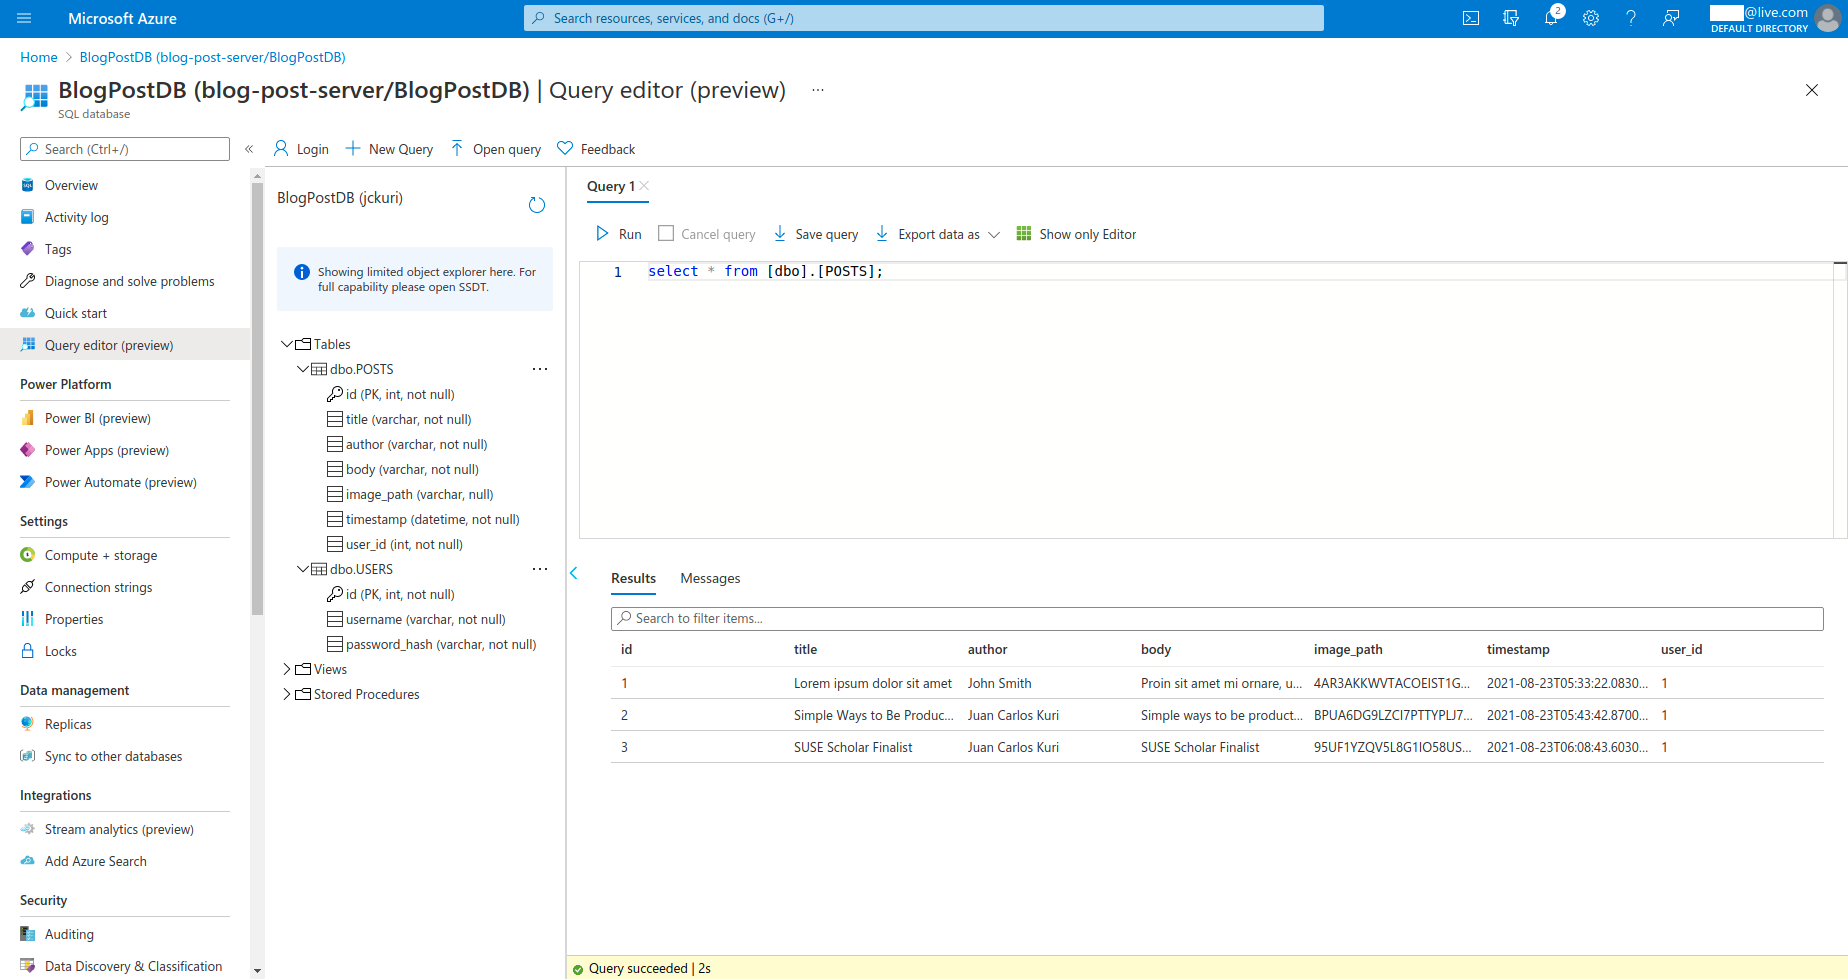 Microsoft Azure
Search resources, services, and docs (G+/)
2
@live.com
DEFAULT DIRECTORY
Home > BlogPostDB (blog-post-server/BlogPostDB)
BlogPostDB (blog-post-server/BlogPostDB) | Query editor (preview) ...
SQL database
Search (Ctrl+/)
«
Login
New Query
Open query
Feedback
Overview
Activity log
Tags
Diagnose and solve problems
Quick start
Query editor (preview)
Power Platform
Power BI (preview)
Power Apps (preview)
Power Automate (preview)
Settings
Compute + storage
Connection strings
Properties
Locks
Data management
Replicas
Sync to other databases
Integrations
Stream analytics (preview)
Add Azure Search
Security
Auditing
Data Discovery & Classification
BlogPostDB (jckuri)
Showing limited object explorer here. For
full capability please open SSDT.
Tables
dbo.POSTS ...
id (PK, int, not null)
title (varchar, not null)
author (varchar, not null)
body (varchar, not null)
image_path (varchar, null)
timestamp (datetime, not null)
user_id (int, not null)
dbo.USERS ...
id (PK, int, not null)
username (varchar, not null)
password_hash (varchar, not null)
Views
Stored Procedures
Query 1
Run
Cancel query
Save query
Export data as
Show only Editor
1 select * from [dbo].[POSTS];
Results Messages
Search to filter items...
id title author body image_path timestamp user_id
1 Lorem ipsum dolor sit amet John Smith Proin sit amet mi ornare, u... 4AR3AKKWVTACOEIST1G... 2021-08-23T05:33:22.0830... 1
2 Simple Ways to Be Produc... Juan Carlos Kuri Simple ways to be product... BPUA6DG9LZCI7PTTYPLJ7... 2021-08-23T05:43:42.8700... 1
3 SUSE Scholar Finalist Juan Carlos Kuri SUSE Scholar Finalist 95UF1YZQV5L8G1IO58US... 2021-08-23T06:08:43.6030... 1
Query succeeded | 2s